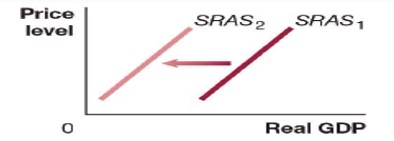 Price
level
SRAS2
SRAS1
0
Real GDP